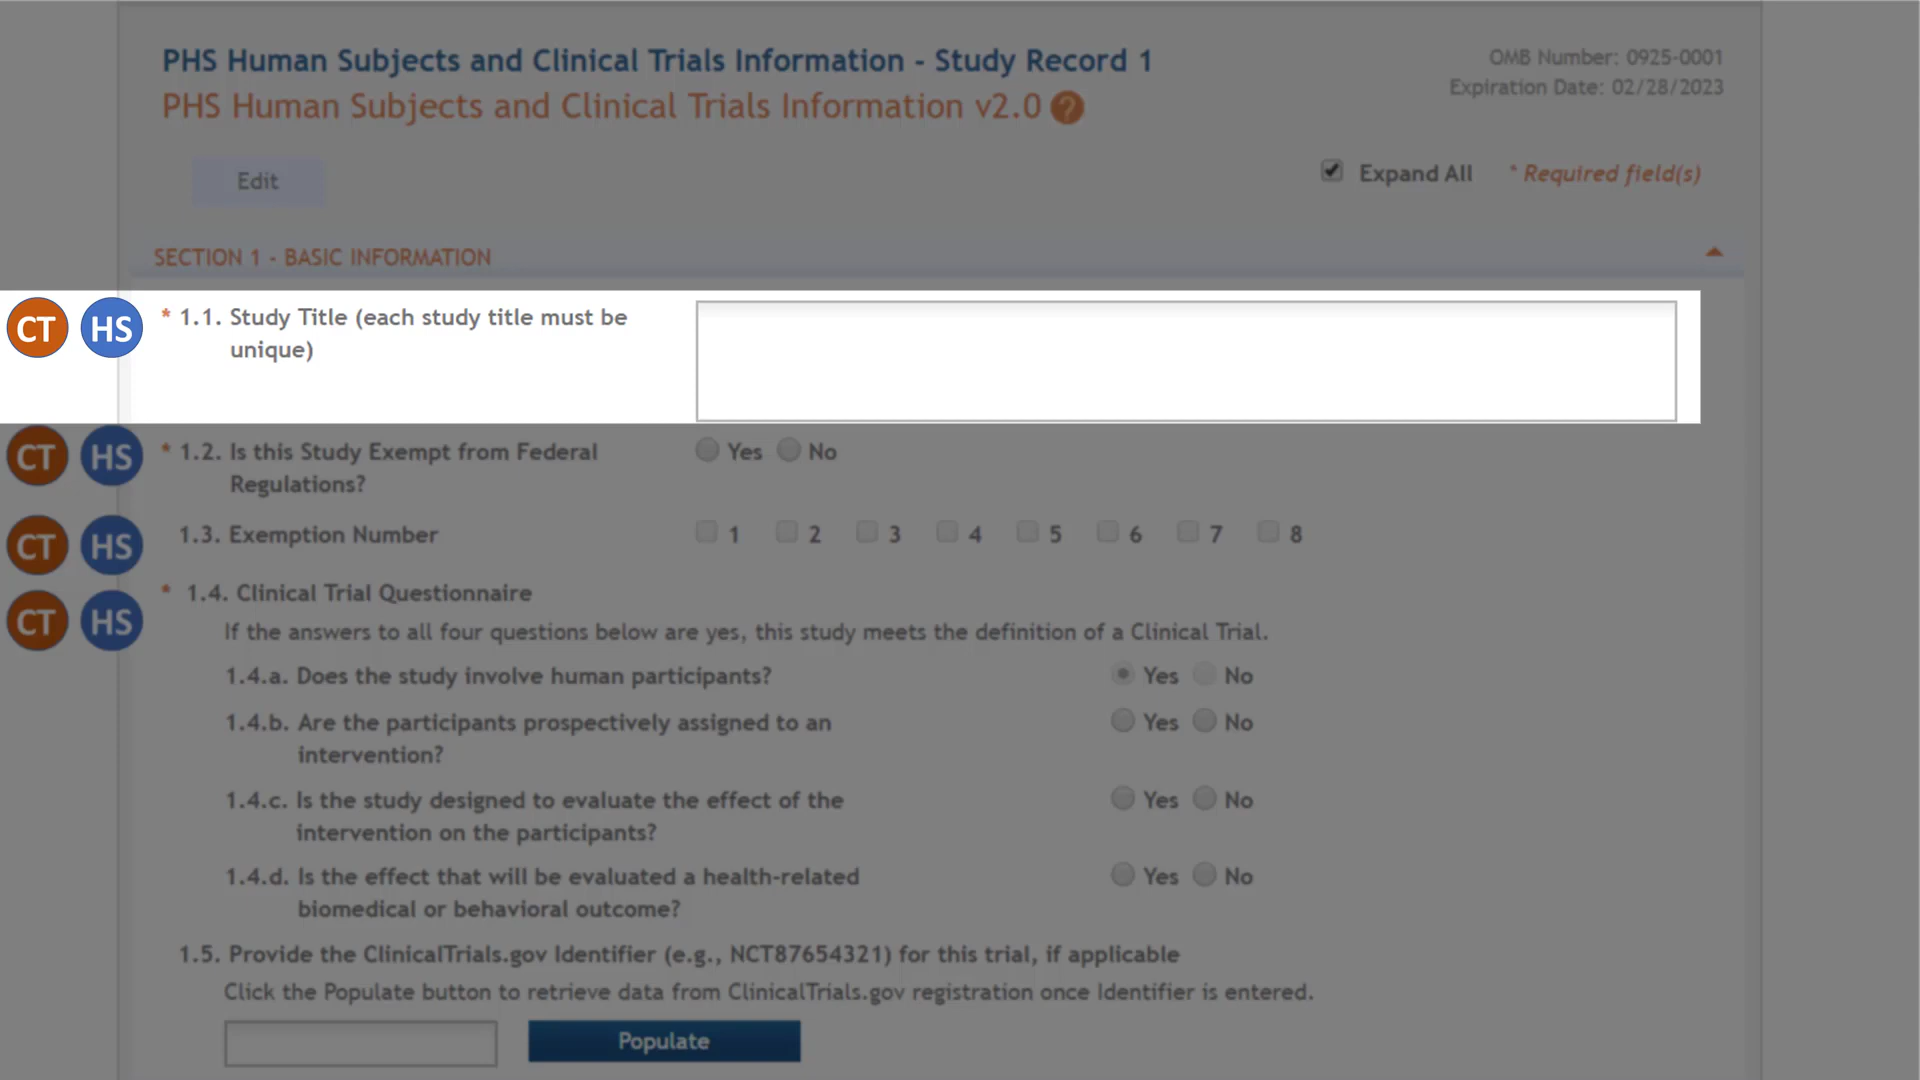 PHS Human Subjects and Clinical Trials Information - Study Record 1
OMB Number: 0925-0001
PHS Human Subjects and Clinical Trials Information v2.0 ?
Expiration Date: 02/28/2023
Edit
Expand All * Required field(s)
SECTION 1 - BASIC INFORMATION
CT HS * 1.1. Study Title (each study title must be
unique)
CT HS * 1.2. Is this Study Exempt from Federal
Regulations?
Yes No
CT HS 1.3. Exemption Number 1 2 3 4 5 6 7 8
CT HS * 1.4. Clinical Trial Questionnaire
If the answers to all four questions below are yes, this study meets the definition of a Clinical Trial.
1.4.a. Does the study involve human participants? Yes No
1.4.b. Are the participants prospectively assigned to an
intervention?
Yes No
1.4.c. Is the study designed to evaluate the effect of the
intervention on the participants?
Yes No
1.4.d. Is the effect that will be evaluated a health-related
biomedical or behavioral outcome?
Yes No
1.5. Provide the ClinicalTrials.gov Identifier (e.g., NCT87654321) for this trial, if applicable
Click the Populate button to retrieve data from ClinicalTrials.gov registration once Identifier is entered.
Populate